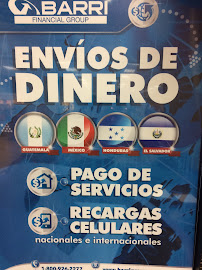 BARRI
FINANCIAL GROUP
ENVÍOS DE
DINERO
GUATEMALA MÉXICO HONDURAS EL SALVADOR
PAGO DE
SERVICIOS
RECARGAS
CELULARES
nacionales e internacionales